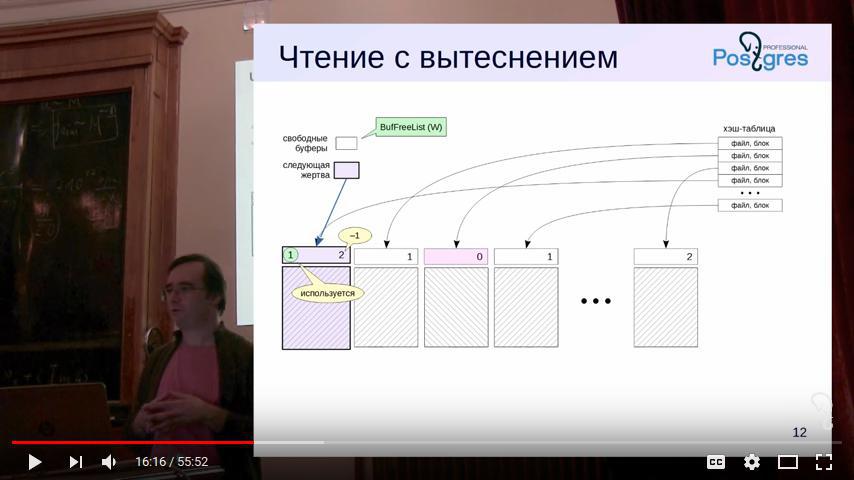 Чтение с вытеснением
PROFESSIONAL
Postgres
BufFreeList (W)
свободные
буферы
следующая
жертва
хэш-таблица
файл, блок
файл, блок
файл, блок
файл, блок
• • •
файл, блок
–1
1 2 1 0 1 2
используется
• • •
12
16:16 / 55:52
CC